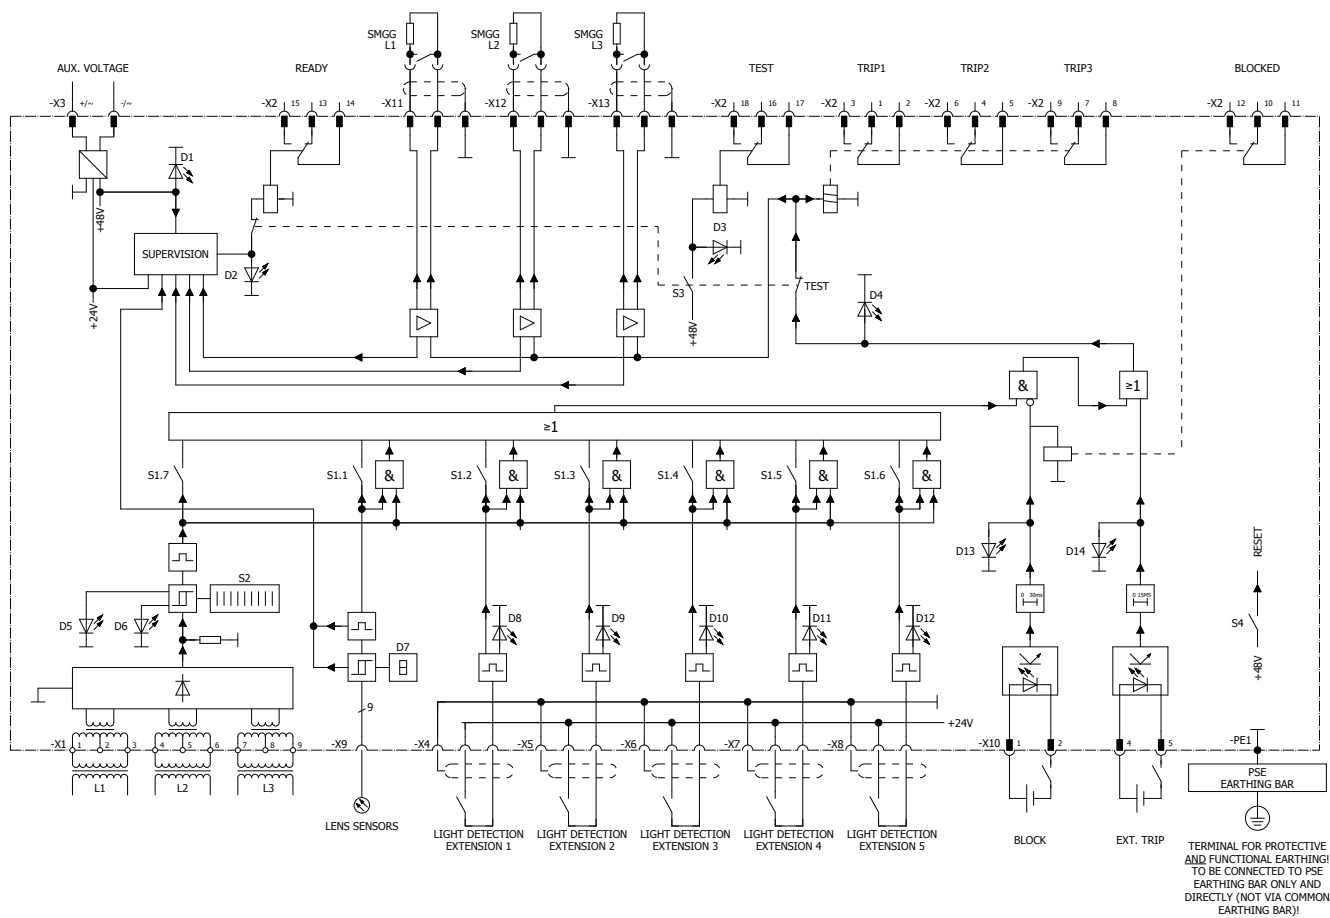 SMGG
L1
SMGG
L2
SMGG
L3
AUX. VOLTAGE
READY
TEST
TRIP1
TRIP2
TRIP3
BLOCKED
-X3 +/~ -/~
-X2 15 13 14
-X11
-X12
-X13
-X2 18 16 17
-X2 3 1 2
-X2 6 4 5
-X2 9 7 8
-X2 12 10 11
D1
+48V
SUPERVISION
D2
D3
S3
TEST
D4
+24V
+48V
&
≥1
≥1
S1.7
S1.1
&
S1.2
&
S1.3
&
S1.4
&
S1.5
&
S1.6
&
D13
D14
RESET
S2
0 30ms
0 15MS
D5
D6
D7
8
D8
D9
D10
D11
D12
S4
+48V
9
+24V
-X1 1 2 3 4 5 6 7 8 9
-X9
-X4
-X5
-X6
-X7
-X8
-X10 1 2
4 5
-PE1
PSE
EARTHING BAR
L1
L2
L3
LENS SENSORS
LIGHT DETECTION
EXTENSION 1
LIGHT DETECTION
EXTENSION 2
LIGHT DETECTION
EXTENSION 3
LIGHT DETECTION
EXTENSION 4
LIGHT DETECTION
EXTENSION 5
BLOCK
EXT. TRIP
TERMINAL FOR PROTECTIVE
AND FUNCTIONAL EARTHING!
TO BE CONNECTED TO PSE
EARTHING BAR ONLY AND
DIRECTLY (NOT VIA COMMON
EARTHING BAR)!